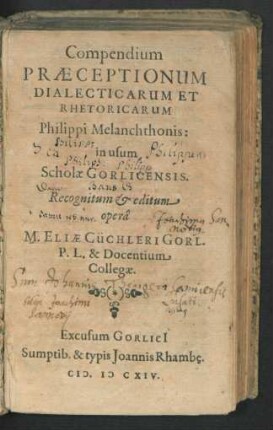 Compendium
PRÆCEPTIONUM
DIALECTICARUM ET
RHETORICARUM
Philippi Melanchthonis:
in usum
Scholæ GORLICENSIS.
Recognitum & editum
operâ
M. ELIÆ CÜCHLERI GORL.
P. L. & Docentium
Collegæ.
Excusum GORLICI
Sumptib. & typis Joannis Rhambę.
CIƆ. IƆ CXIV.